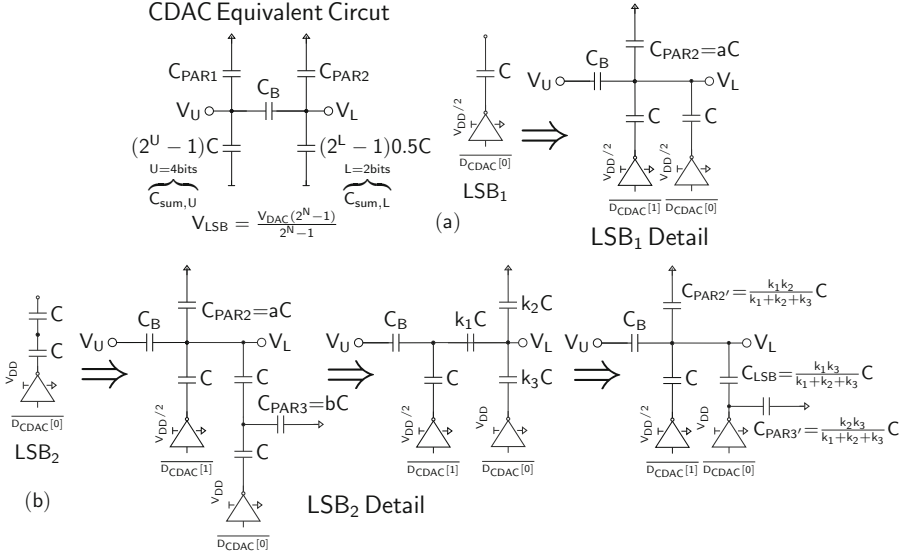 CDAC Equivalent Circut
C_PAR1
C_PAR2
C_B
V_U
V_L
(2^U − 1)C
(2^L − 1)0.5C
U=4bits
L=2bits
C_sum,U
C_sum,L
V_LSB = V_DAC(2^N−1) / 2^N−1
C
V_DD/2
D_CDAC[0]
LSB_1
(a)
C_PAR2=aC
C_B
V_U
V_L
C
C
V_DD/2
V_DD/2
D_CDAC[1]
D_CDAC[0]
LSB_1 Detail
C
C
V_DD
D_CDAC[0]
LSB_2
(b)
C_PAR2=aC
C_B
V_U
V_L
C
C
C_PAR3=bC
V_DD/2
C
D_CDAC[1]
V_DD
D_CDAC[0]
LSB_2 Detail
k_2C
C_B
k_1C
V_U
V_L
C
k_3C
V_DD/2
V_DD
D_CDAC[1]
D_CDAC[0]
C_PAR2' = k_1k_2 / k_1+k_2+k_3 C
C_B
V_U
V_L
C
C_LSB = k_1k_3 / k_1+k_2+k_3 C
V_DD/2
V_DD
C_PAR3' = k_2k_3 / k_1+k_2+k_3 C
D_CDAC[1]
D_CDAC[0]